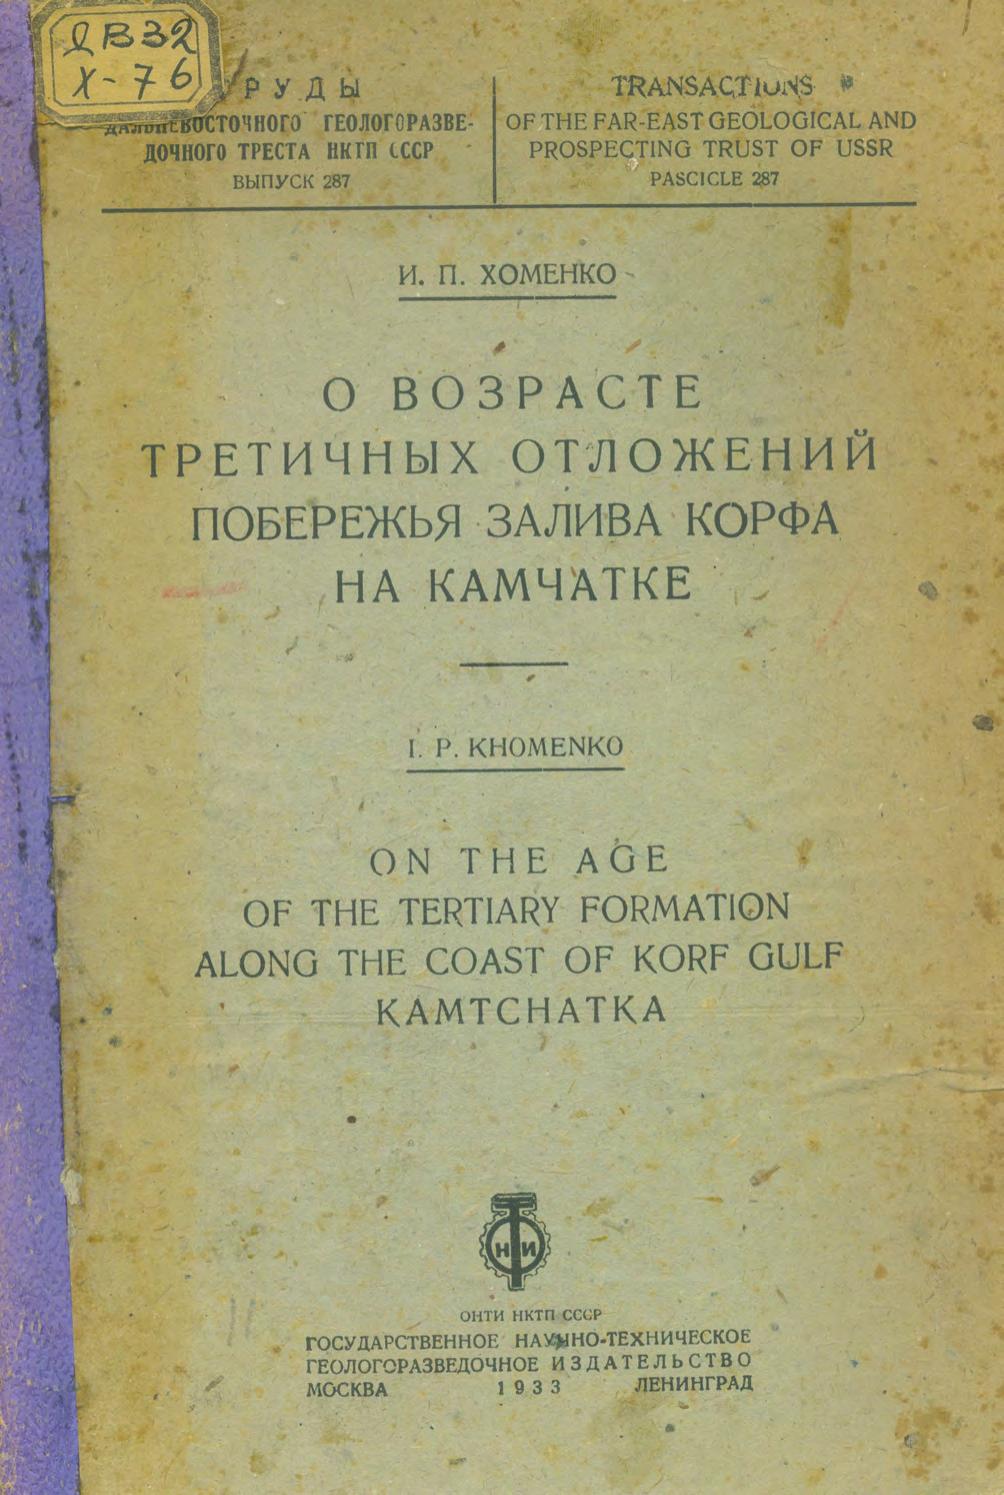 ДВ32
Х-76
ТРУДЫ
ДАЛЬНЕВОСТОЧНОГО ГЕОЛОГОРАЗВЕ-
ДОЧНОГО ТРЕСТА НКТП СССР
ВЫПУСК 287
TRANSACTIONS
OF THE FAR-EAST GEOLOGICAL AND
PROSPECTING TRUST OF USSR
PASCICLE 287
И. П. ХОМЕНКО
О ВОЗРАСТЕ
ТРЕТИЧНЫХ ОТЛОЖЕНИЙ
ПОБЕРЕЖЬЯ ЗАЛИВА КОРФА
НА КАМЧАТКЕ
I. P. KHOMENKO
ON THE AGE
OF THE TERTIARY FORMATION
ALONG THE COAST OF KORF GULF
KAMTCHATKA
НТИ
ОНТИ НКТП СССР
ГОСУДАРСТВЕННОЕ НАУЧНО-ТЕХНИЧЕСКОЕ
ГЕОЛОГОРАЗВЕДОЧНОЕ ИЗДАТЕЛЬСТВО
МОСКВА 1933 ЛЕНИНГРАД